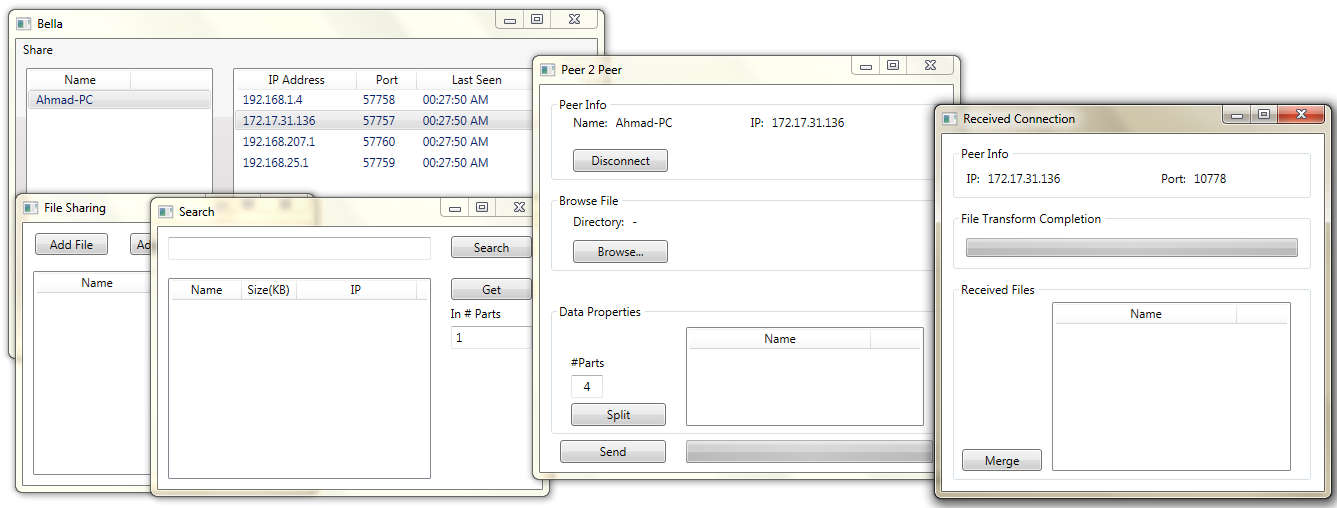 Bella
Share
Name
Ahmad-PC
IP Address Port Last Seen
192.168.1.4 57758 00:27:50 AM
172.17.31.136 57757 00:27:50 AM
192.168.207.1 57760 00:27:50 AM
192.168.25.1 57759 00:27:50 AM
File Sharing
Add File
Ad
Name
Search
Search
Name Size(KB) IP
Get
In # Parts
1
Peer 2 Peer
Peer Info
Name: Ahmad-PC IP: 172.17.31.136
Disconnect
Browse File
Directory: -
Browse...
Data Properties
Name
#Parts
4
Split
Send
Received Connection
Peer Info
IP: 172.17.31.136 Port: 10778
File Transform Completion
Received Files
Name
Merge